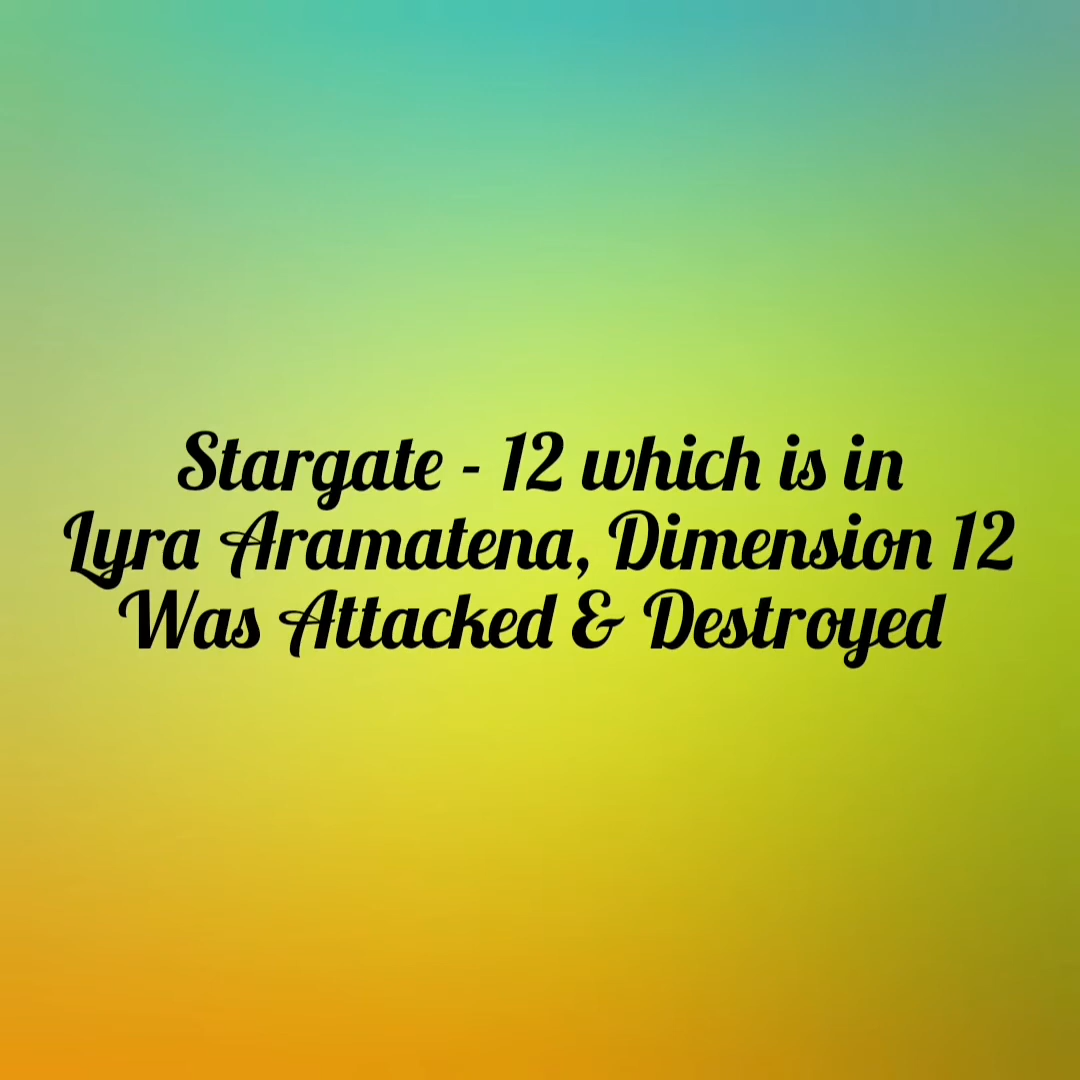 Stargate - 12 which is in
Lyra Aramatena, Dimension 12
Was Attacked & Destroyed